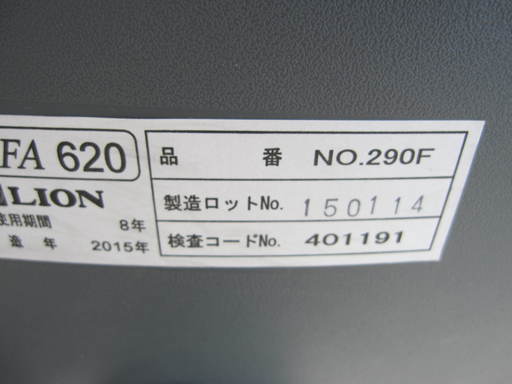 FA 620
LION
使用期間 8年
造年 2015年
品番 NO.290F
製造ロットNo. 150114
検査コードNo. 401191